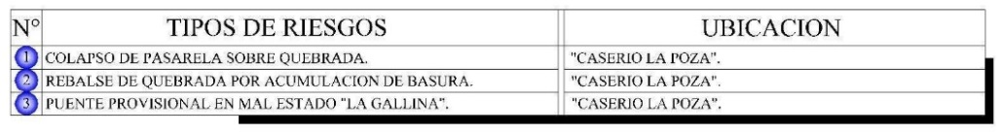 N° TIPOS DE RIESGOS UBICACION
1 COLAPSO DE PASARELA SOBRE QUEBRADA. "CASERIO LA POZA".
2 REBALSE DE QUEBRADA POR ACUMULACION DE BASURA. "CASERIO LA POZA".
3 PUENTE PROVISIONAL EN MAL ESTADO "LA GALLINA". "CASERIO LA POZA".